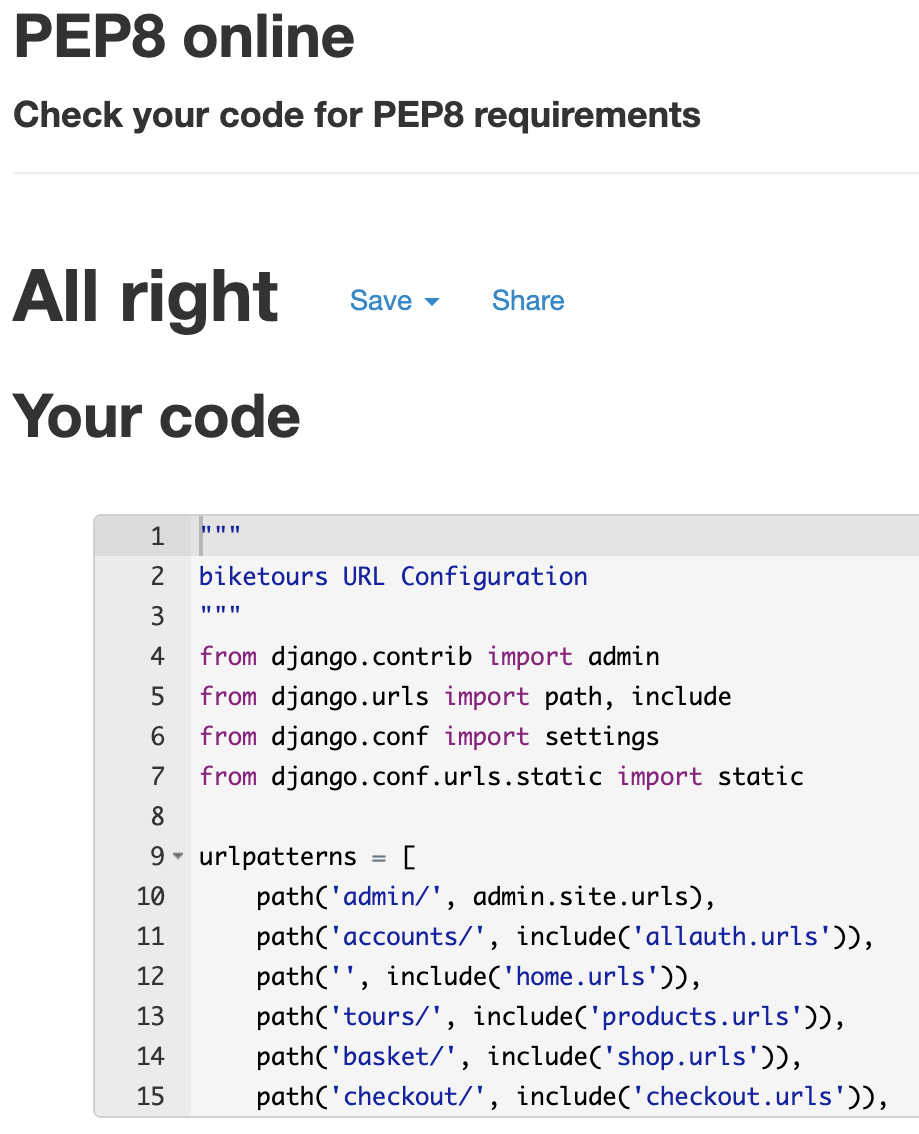 PEP8 online
Check your code for PEP8 requirements
All right Save Share
Your code
1 """
2 biketours URL Configuration
3 """
4 from django.contrib import admin
5 from django.urls import path, include
6 from django.conf import settings
7 from django.conf.urls.static import static
8
9 urlpatterns = [
10     path('admin/', admin.site.urls),
11     path('accounts/', include('allauth.urls')),
12     path('', include('home.urls')),
13     path('tours/', include('products.urls')),
14     path('basket/', include('shop.urls')),
15     path('checkout/', include('checkout.urls')),